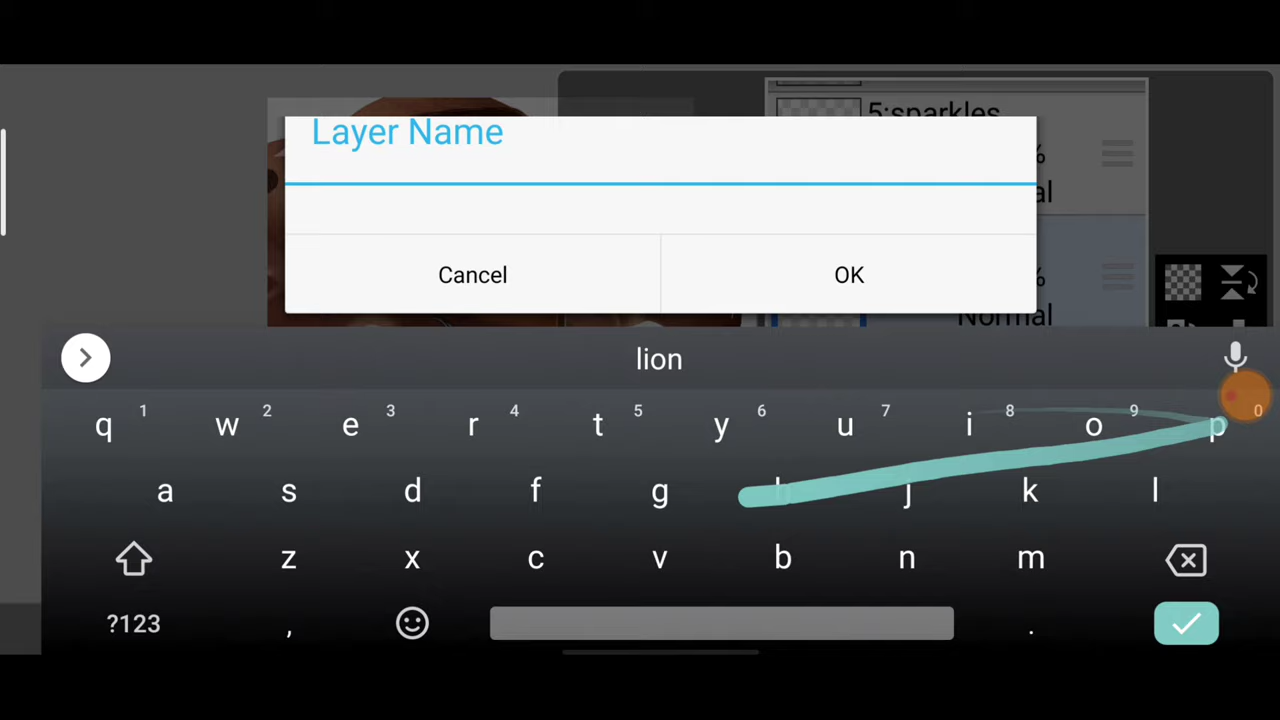 5:sparkles
Layer Name
%
al
Cancel
OK
%
Normal
lion
q 1 w 2 e 3 r 4 t 5 y 6 u 7 i 8 o 9 p 0
a s d f g h j k l
z x c v b n m
?123 , .